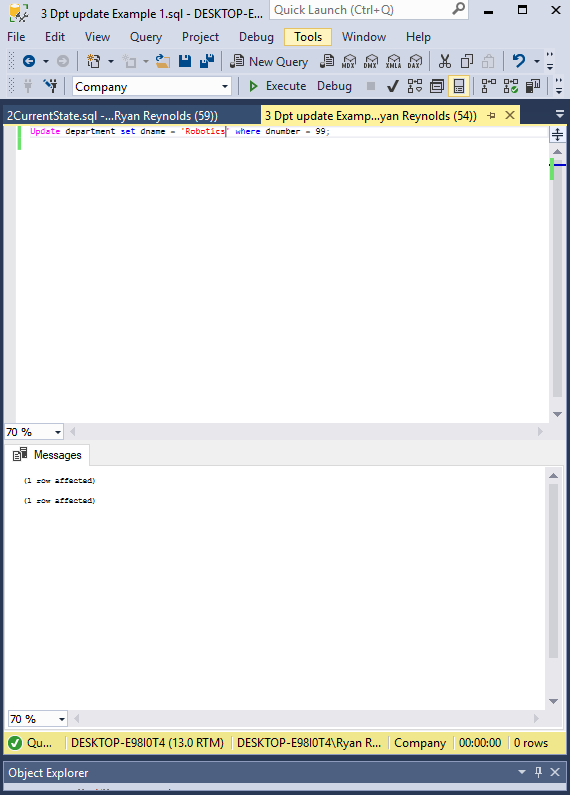 3 Dpt update Example 1.sql - DESKTOP-E...
Quick Launch (Ctrl+Q)
File Edit View Query Project Debug Tools Window Help
New Query MDX DMX XMLA DAX
Company Execute Debug
2CurrentState.sql -...Ryan Reynolds (59))
3 Dpt update Examp...yan Reynolds (54))
Update department set dname = 'Robotics' where dnumber = 99;
70 %
Messages
(1 row affected)
(1 row affected)
70 %
Qu... DESKTOP-E98I0T4 (13.0 RTM) DESKTOP-E98I0T4\Ryan R... Company 00:00:00 0 rows
Object Explorer